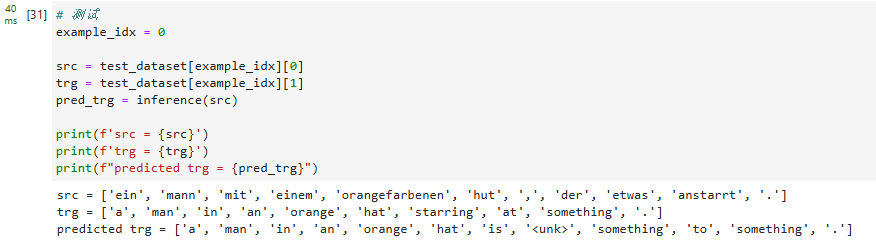 40
ms
[31]
# 测试
example_idx = 0
src = test_dataset[example_idx][0]
trg = test_dataset[example_idx][1]
pred_trg = inference(src)
print(f'src = {src}')
print(f'trg = {trg}')
print(f"predicted trg = {pred_trg}")
src = ['ein', 'mann', 'mit', 'einem', 'orangefarbenen', 'hut', ',', 'der', 'etwas', 'anstarrt', '.']
trg = ['a', 'man', 'in', 'an', 'orange', 'hat', 'starring', 'at', 'something', '.']
predicted trg = ['a', 'man', 'in', 'an', 'orange', 'hat', 'is', '<unk>', 'something', 'to', 'something', '.']